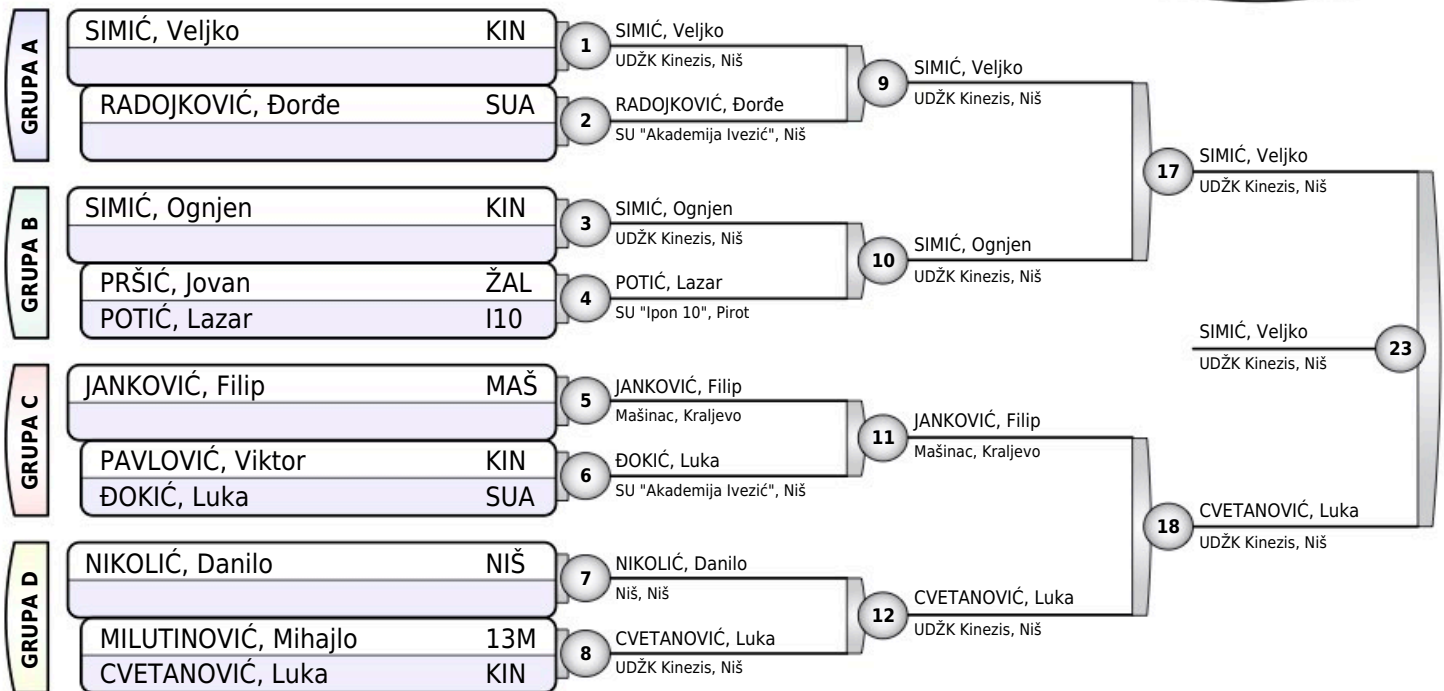 GRUPA A
SIMIĆ, Veljko KIN
RADOJKOVIĆ, Đorđe SUA
GRUPA B
SIMIĆ, Ognjen KIN
PRŠIĆ, Jovan ŽAL
POTIĆ, Lazar I10
GRUPA C
JANKOVIĆ, Filip MAŠ
PAVLOVIĆ, Viktor KIN
ĐOKIĆ, Luka SUA
GRUPA D
NIKOLIĆ, Danilo NIŠ
MILUTINOVIĆ, Mihajlo 13M
CVETANOVIĆ, Luka KIN
1 SIMIĆ, Veljko
UDŽK Kinezis, Niš
2 RADOJKOVIĆ, Đorđe
SU "Akademija Ivezić", Niš
3 SIMIĆ, Ognjen
UDŽK Kinezis, Niš
4 POTIĆ, Lazar
SU "Ipon 10", Pirot
5 JANKOVIĆ, Filip
Mašinac, Kraljevo
6 ĐOKIĆ, Luka
SU "Akademija Ivezić", Niš
7 NIKOLIĆ, Danilo
Niš, Niš
8 CVETANOVIĆ, Luka
UDŽK Kinezis, Niš
9 SIMIĆ, Veljko
UDŽK Kinezis, Niš
10 SIMIĆ, Ognjen
UDŽK Kinezis, Niš
11 JANKOVIĆ, Filip
Mašinac, Kraljevo
12 CVETANOVIĆ, Luka
UDŽK Kinezis, Niš
17 SIMIĆ, Veljko
UDŽK Kinezis, Niš
18 CVETANOVIĆ, Luka
UDŽK Kinezis, Niš
SIMIĆ, Veljko 23
UDŽK Kinezis, Niš